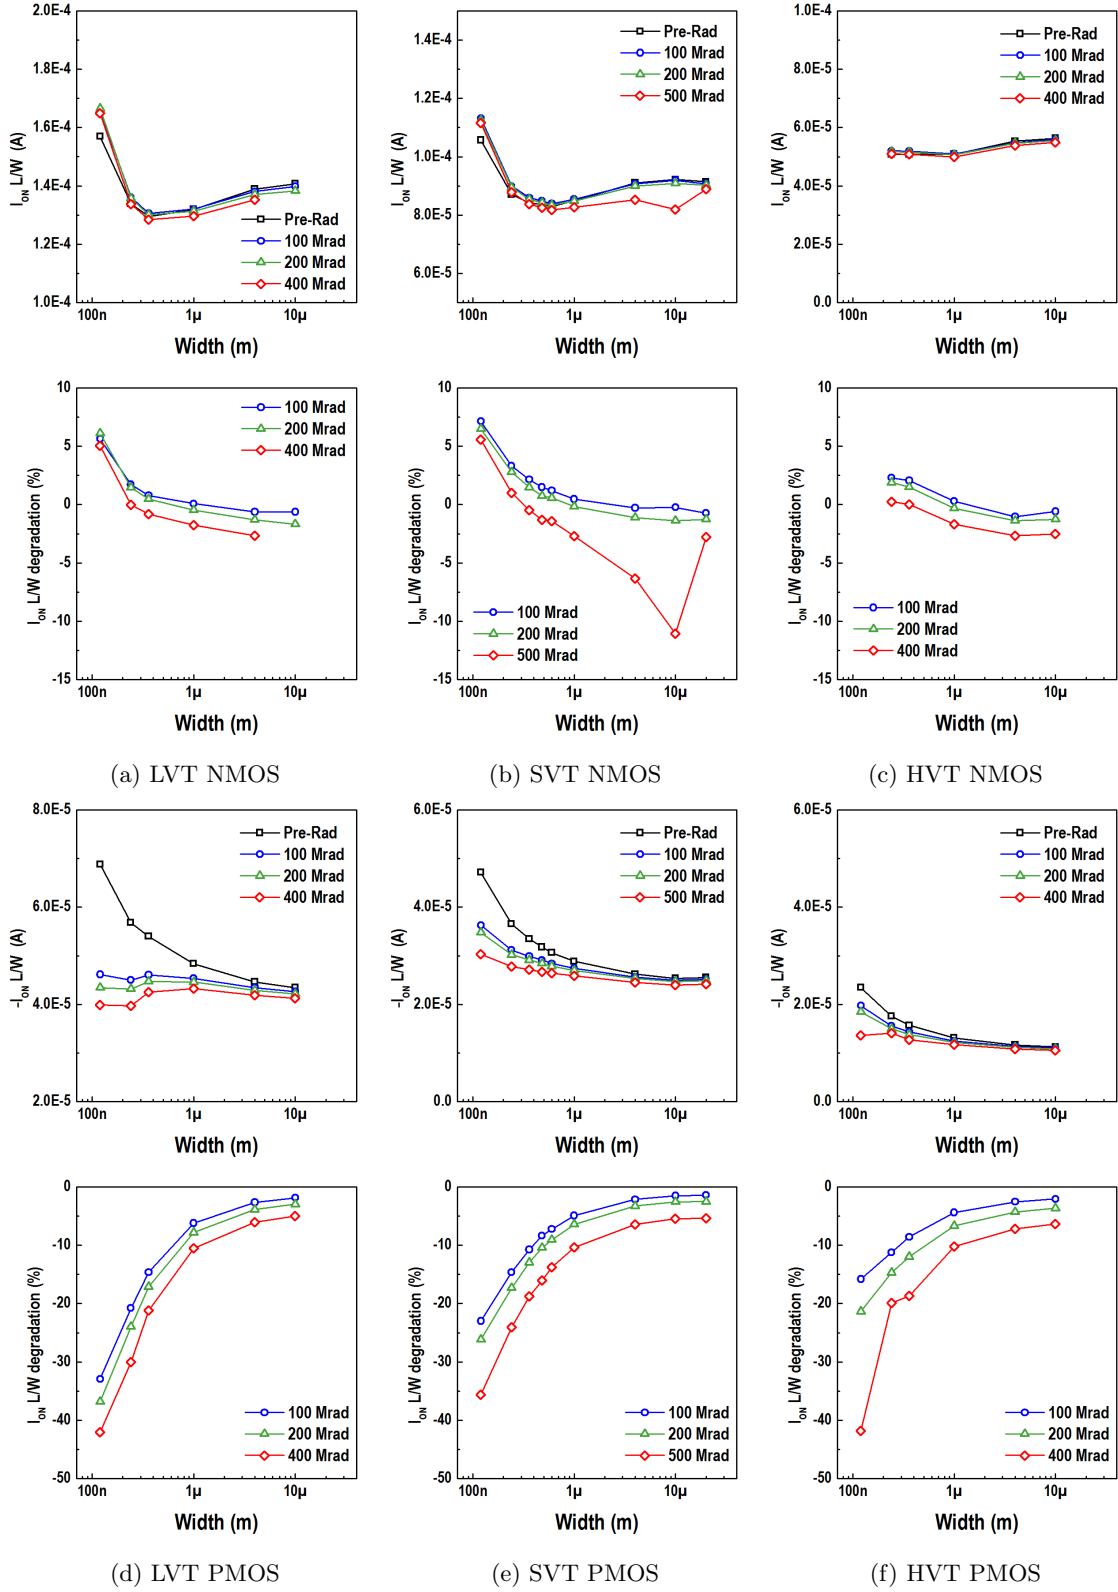 2.0E-4
1.8E-4
1.6E-4
1.4E-4
1.2E-4
1.0E-4
I_ON L/W (A)
100n 1µ 10µ
Width (m)
Pre-Rad
100 Mrad
200 Mrad
400 Mrad
1.4E-4
1.2E-4
1.0E-4
8.0E-5
6.0E-5
I_ON L/W (A)
100n 1µ 10µ
Width (m)
Pre-Rad
100 Mrad
200 Mrad
500 Mrad
1.0E-4
8.0E-5
6.0E-5
4.0E-5
2.0E-5
0.0
I_ON L/W (A)
100n 1µ 10µ
Width (m)
Pre-Rad
100 Mrad
200 Mrad
400 Mrad
10
5
0
-5
-10
-15
I_ON L/W degradation (%)
100n 1µ 10µ
Width (m)
100 Mrad
200 Mrad
400 Mrad
10
5
0
-5
-10
-15
I_ON L/W degradation (%)
100n 1µ 10µ
Width (m)
100 Mrad
200 Mrad
500 Mrad
10
5
0
-5
-10
-15
I_ON L/W degradation (%)
100n 1µ 10µ
Width (m)
100 Mrad
200 Mrad
400 Mrad
(a) LVT NMOS
(b) SVT NMOS
(c) HVT NMOS
8.0E-5
6.0E-5
4.0E-5
2.0E-5
-I_ON L/W (A)
100n 1µ 10µ
Width (m)
Pre-Rad
100 Mrad
200 Mrad
400 Mrad
6.0E-5
4.0E-5
2.0E-5
0.0
-I_ON L/W (A)
100n 1µ 10µ
Width (m)
Pre-Rad
100 Mrad
200 Mrad
500 Mrad
6.0E-5
4.0E-5
2.0E-5
0.0
-I_ON L/W (A)
100n 1µ 10µ
Width (m)
Pre-Rad
100 Mrad
200 Mrad
400 Mrad
0
-10
-20
-30
-40
-50
I_ON L/W degradation (%)
100n 1µ 10µ
Width (m)
100 Mrad
200 Mrad
400 Mrad
0
-10
-20
-30
-40
-50
I_ON L/W degradation (%)
100n 1µ 10µ
Width (m)
100 Mrad
200 Mrad
500 Mrad
0
-10
-20
-30
-40
-50
I_ON L/W degradation (%)
100n 1µ 10µ
Width (m)
100 Mrad
200 Mrad
400 Mrad
(d) LVT PMOS
(e) SVT PMOS
(f) HVT PMOS